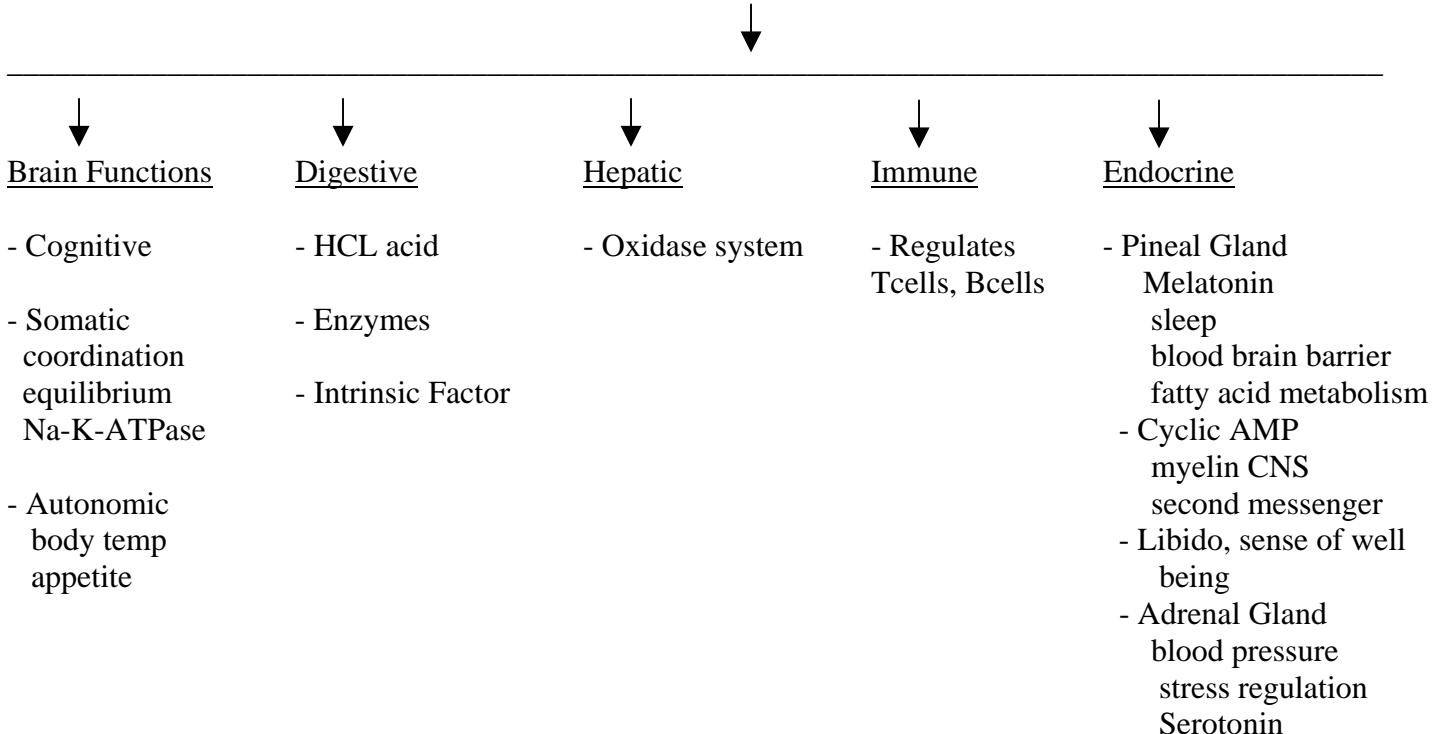 Brain Functions
- Cognitive
- Somatic
coordination
equilibrium
Na-K-ATPase
- Autonomic
body temp
appetite
Digestive
- HCL acid
- Enzymes
- Intrinsic Factor
Hepatic
- Oxidase system
Immune
- Regulates
Tcells, Bcells
Endocrine
- Pineal Gland
Melatonin
sleep
blood brain barrier
fatty acid metabolism
- Cyclic AMP
myelin CNS
second messenger
- Libido, sense of well
being
- Adrenal Gland
blood pressure
stress regulation
Serotonin